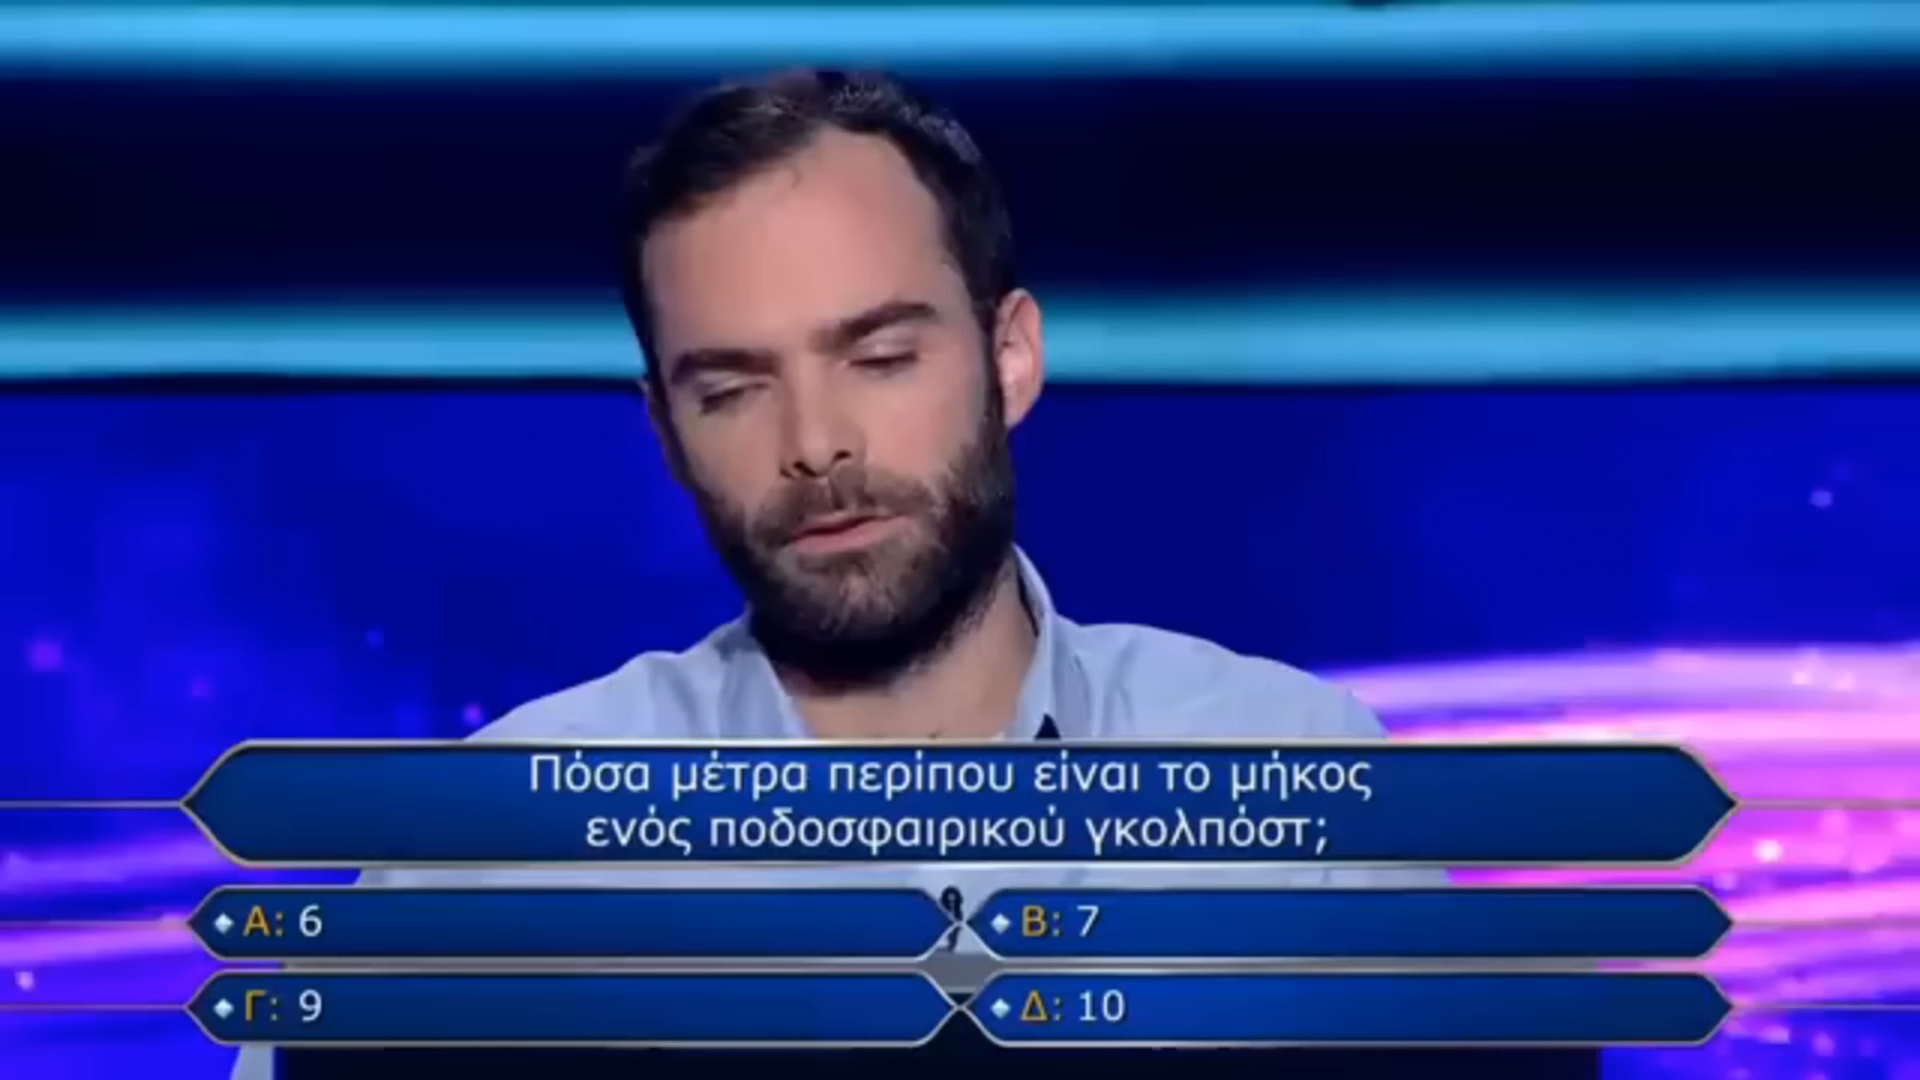 Πόσα μέτρα περίπου είναι το μήκος
ενός ποδοσφαιρικού γκολπόστ;
Α: 6
Β: 7
Γ: 9
Δ: 10